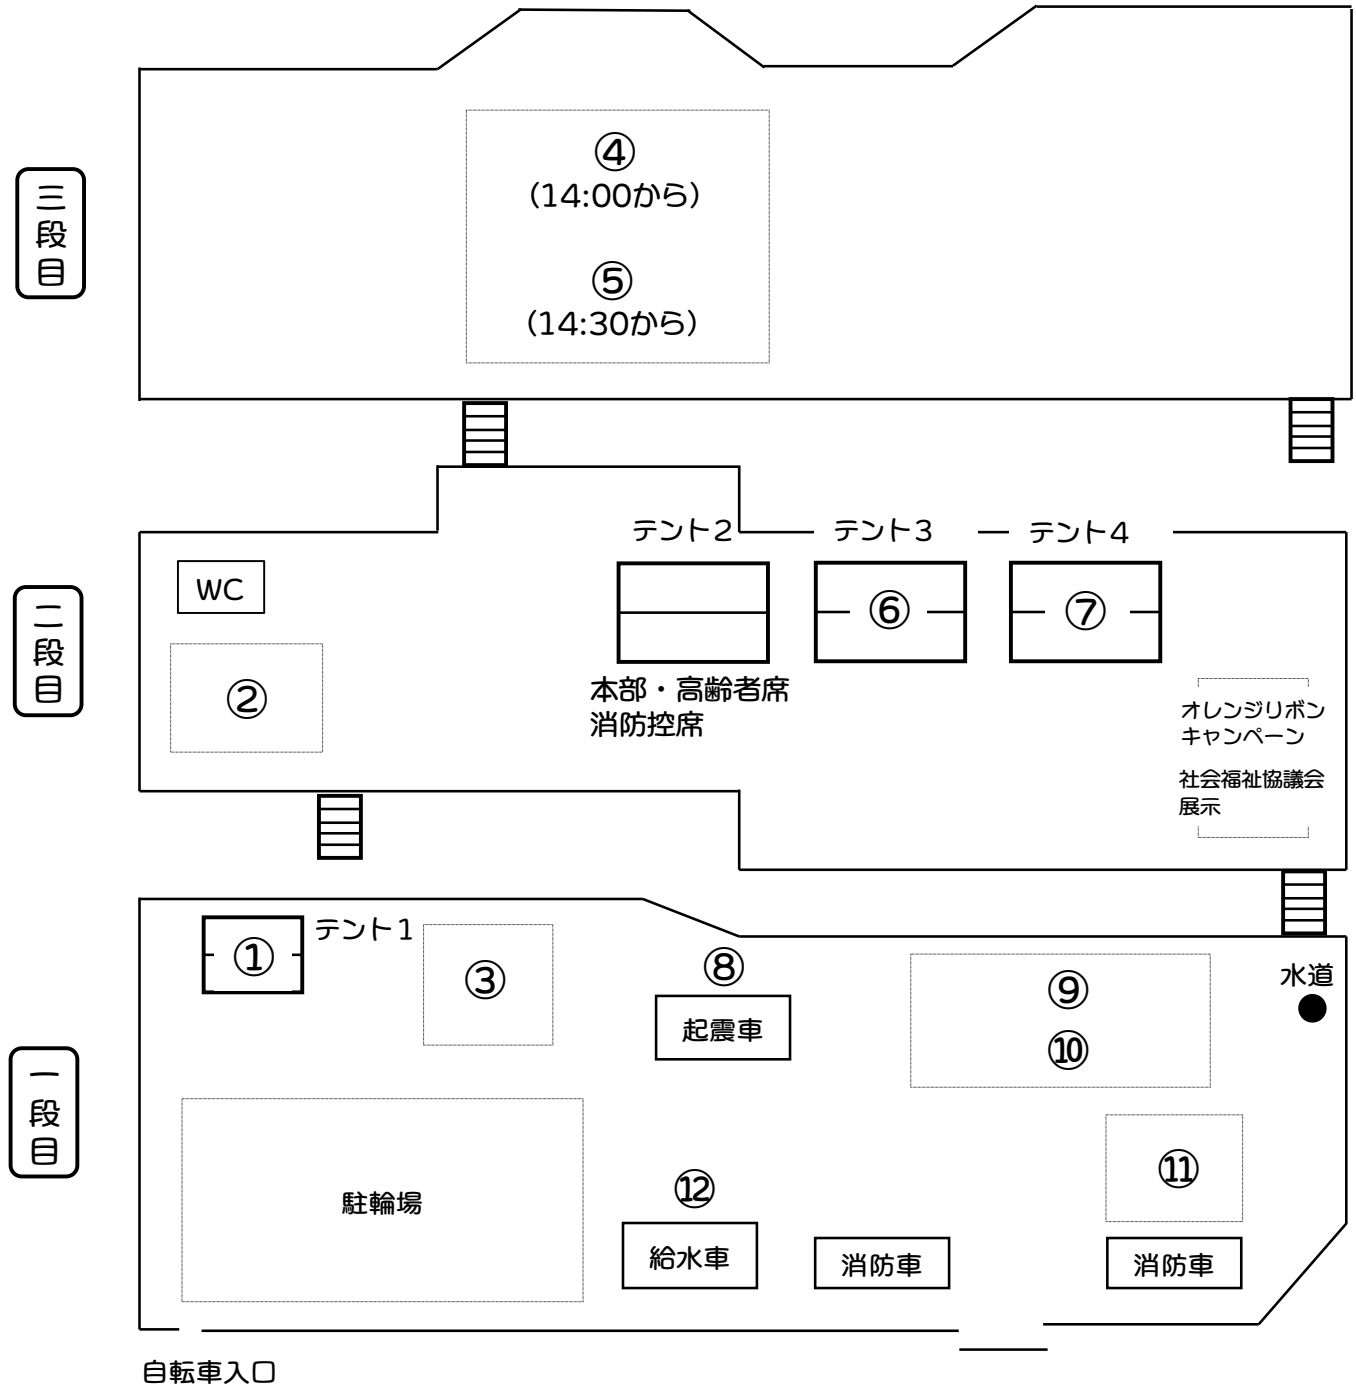 三段目
④
（14:00から）
⑤
（14:30から）
二段目
テント2
テント3
テント4
WC
⑥
⑦
②
本部・高齢者席
消防控席
オレンジリボン
キャンペーン
社会福祉協議会
展示
一段目
①
テント1
③
⑧
起震車
⑨
⑩
水道
⑪
駐輪場
⑫
給水車
消防車
消防車
自転車入口